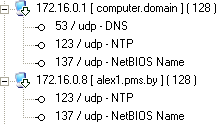 172.16.0.1 [ computer.domain ] ( 128 )
53 / udp - DNS
123 / udp - NTP
137 / udp - NetBIOS Name
172.16.0.8 [ alex1.pms.by ] ( 128 )
123 / udp - NTP
137 / udp - NetBIOS Name